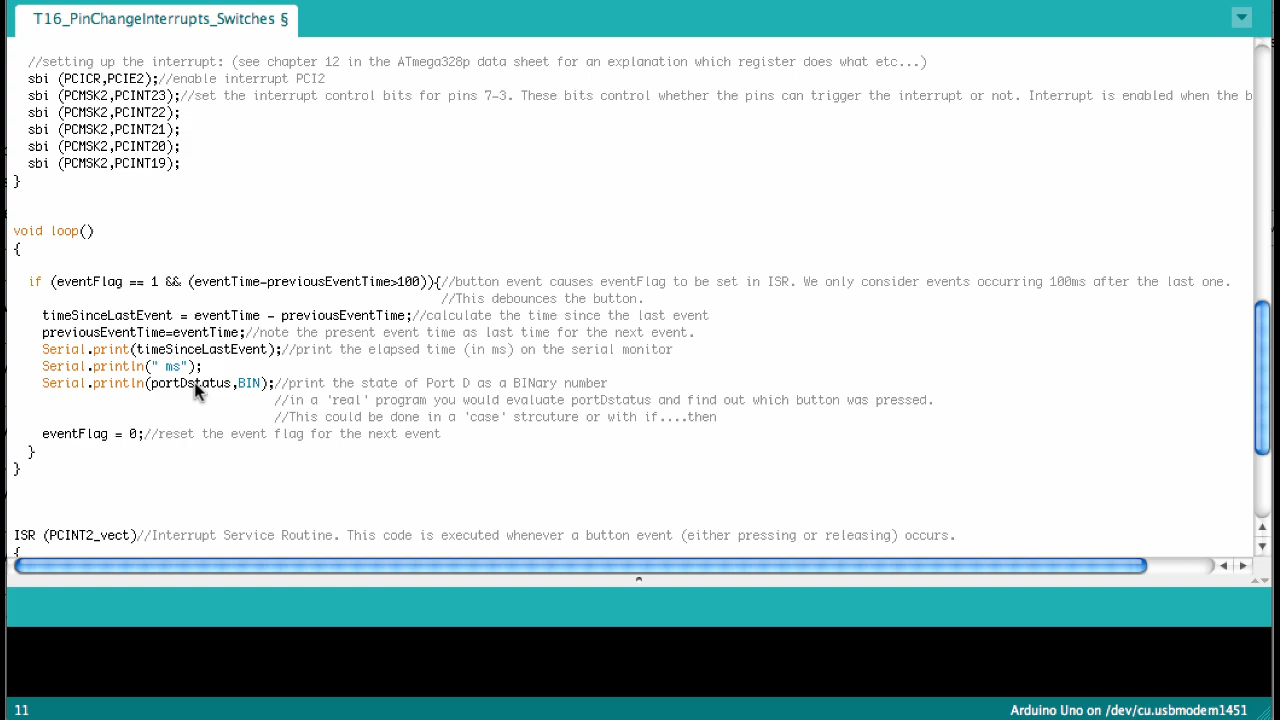 T16_PinChangeInterrupts_Switches §
//setting up the interrupt: (see chapter 12 in the ATmega328p data sheet for an explanation which register does what etc...)
sbi (PCICR,PCIE2);//enable interrupt PCI2
sbi (PCMSK2,PCINT23);//set the interrupt control bits for pins 7-3. These bits control whether the pins can trigger the interrupt or not. Interrupt is enabled when the b
sbi (PCMSK2,PCINT22);
sbi (PCMSK2,PCINT21);
sbi (PCMSK2,PCINT20);
sbi (PCMSK2,PCINT19);
}
void loop()
{
if (eventFlag == 1 && (eventTime-previousEventTime>100)){//button event causes eventFlag to be set in ISR. We only consider events occurring 100ms after the last one.
//This debounces the button.
timeSinceLastEvent = eventTime - previousEventTime;//calculate the time since the last event
previousEventTime=eventTime;//note the present event time as last time for the next event.
Serial.print(timeSinceLastEvent);//print the elapsed time (in ms) on the serial monitor
Serial.println(" ms");
Serial.println(portDstatus,BIN);//print the state of Port D as a BINary number
//in a 'real' program you would evaluate portDstatus and find out which button was pressed.
//This could be done in a 'case' strcuture or with if....then
eventFlag = 0;//reset the event flag for the next event
}
}
ISR (PCINT2_vect)//Interrupt Service Routine. This code is executed whenever a button event (either pressing or releasing) occurs.
{
11
Arduino Uno on /dev/cu.usbmodem1451